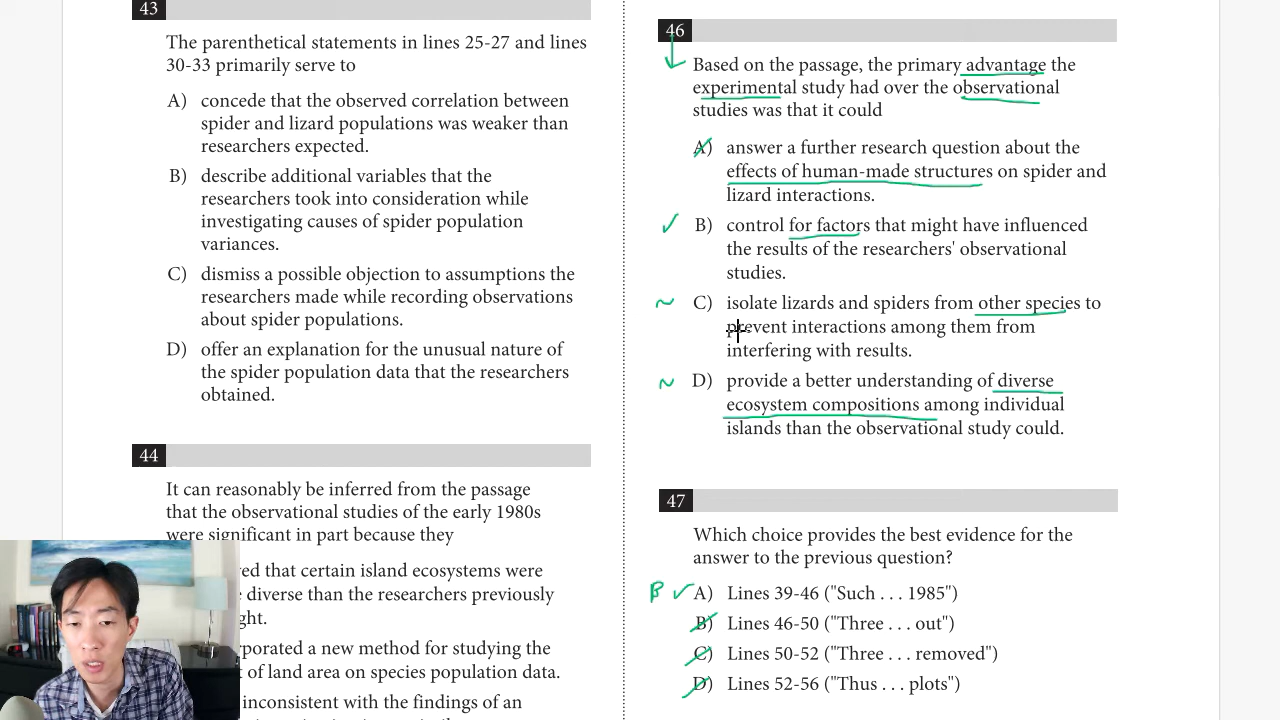 43
The parenthetical statements in lines 25-27 and lines
30-33 primarily serve to
A) concede that the observed correlation between
spider and lizard populations was weaker than
researchers expected.
B) describe additional variables that the
researchers took into consideration while
investigating causes of spider population
variances.
C) dismiss a possible objection to assumptions the
researchers made while recording observations
about spider populations.
D) offer an explanation for the unusual nature of
the spider population data that the researchers
obtained.
44
It can reasonably be inferred from the passage
that the observational studies of the early 1980s
were significant in part because they
that certain island ecosystems were
diverse than the researchers previously
a new method for studying the
of land area on species population data.
inconsistent with the findings of an
46
Based on the passage, the primary advantage the
experimental study had over the observational
studies was that it could
A) answer a further research question about the
effects of human-made structures on spider and
lizard interactions.
B) control for factors that might have influenced
the results of the researchers' observational
studies.
C) isolate lizards and spiders from other species to
prevent interactions among them from
interfering with results.
D) provide a better understanding of diverse
ecosystem compositions among individual
islands than the observational study could.
47
Which choice provides the best evidence for the
answer to the previous question?
B A) Lines 39-46 ("Such . . . 1985")
B) Lines 46-50 ("Three . . . out")
C) Lines 50-52 ("Three . . . removed")
D) Lines 52-56 ("Thus . . . plots")